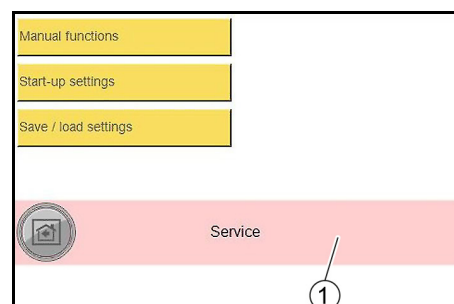 Manual functions
Start-up settings
Save / load settings
Service
1